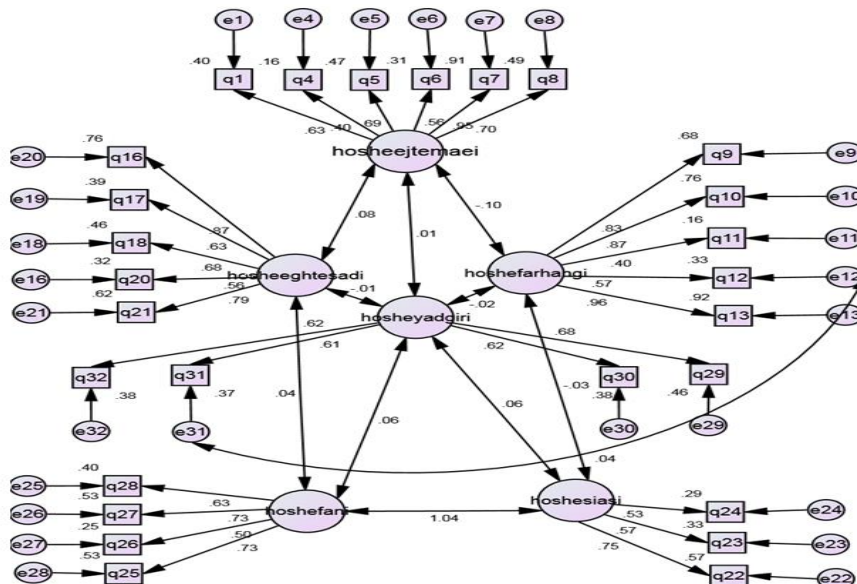 e1 e4 e5 e6 e7 e8
.40 .16 .47 .31 .91 .49
q1 q4 q5 q6 q7 q8
.63 .40 .69 .56 .95 .70
hosheejtemaei
e20 .76 q16
e19 .39 q17
e18 .46 q18
e16 .32 q20
e21 .62 q21
.87
.63
.68
.56
.79
hosheeghtesadi
.08
.01
-.10
.68 q9 e9
.76 q10 e10
.16 q11 e11
.33 q12 e12
.92 q13 e13
.83
.87
.40
.57
.96
hoshefarhangi
-.01
-.02
hosheyadgiri
.62
.61
.62
.68
q32 q31 q30 q29
.38 .37 .38 .46
e32 e31 e30 e29
.04
.06
.06
-.03
.04
e25 .40 q28
e26 .53 q27
e27 .25 q26
e28 .53 q25
.63
.73
.50
.73
hoshefani
1.04
hoshesiasi
.29 q24 e24
.33 q23 e23
.57 q22 e22
.53
.57
.75